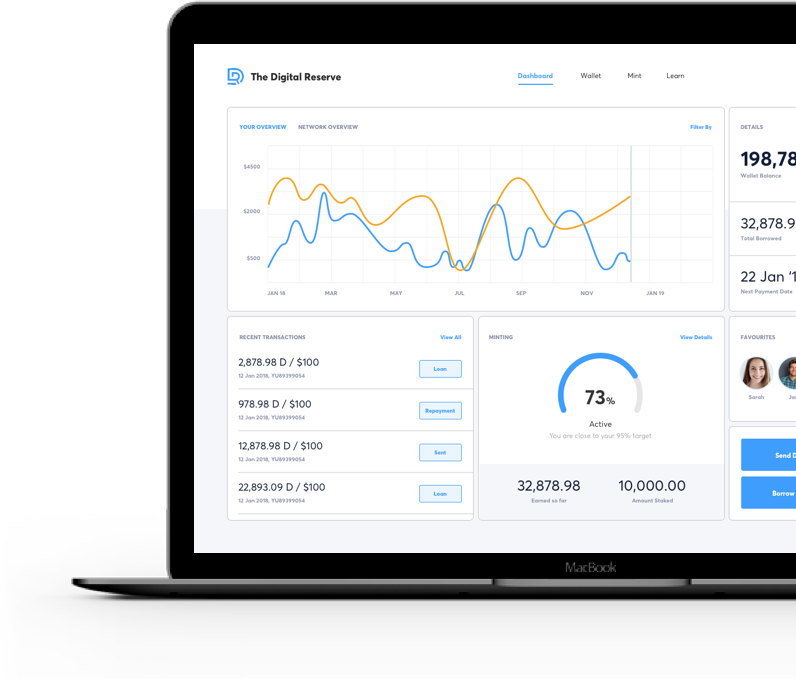 The Digital Reserve
Dashboard Wallet Mint Learn
YOUR OVERVIEW NETWORK OVERVIEW Filter By
$4500
$2000
$500
JAN 18 MAR MAY JUL SEP NOV JAN 19
DETAILS
198,78
Wallet Balance
32,878.9
Total Borrowed
22 Jan '1
Next Payment Date
RECENT TRANSACTIONS View All
2,878.98 D / $100
12 Jan 2018, YU89399054
Loan
978.98 D / $100
12 Jan 2018, YU89399054
Repayment
12,878.98 D / $100
12 Jan 2018, YU89399054
Sent
22,893.09 D / $100
12 Jan 2018, YU89399054
Loan
MINTING View Details
73%
Active
You are close to your 95% target
32,878.98 10,000.00
Earned so far Amount Staked
FAVOURITES
Sarah Jo
Send D
Borrow
MacBook